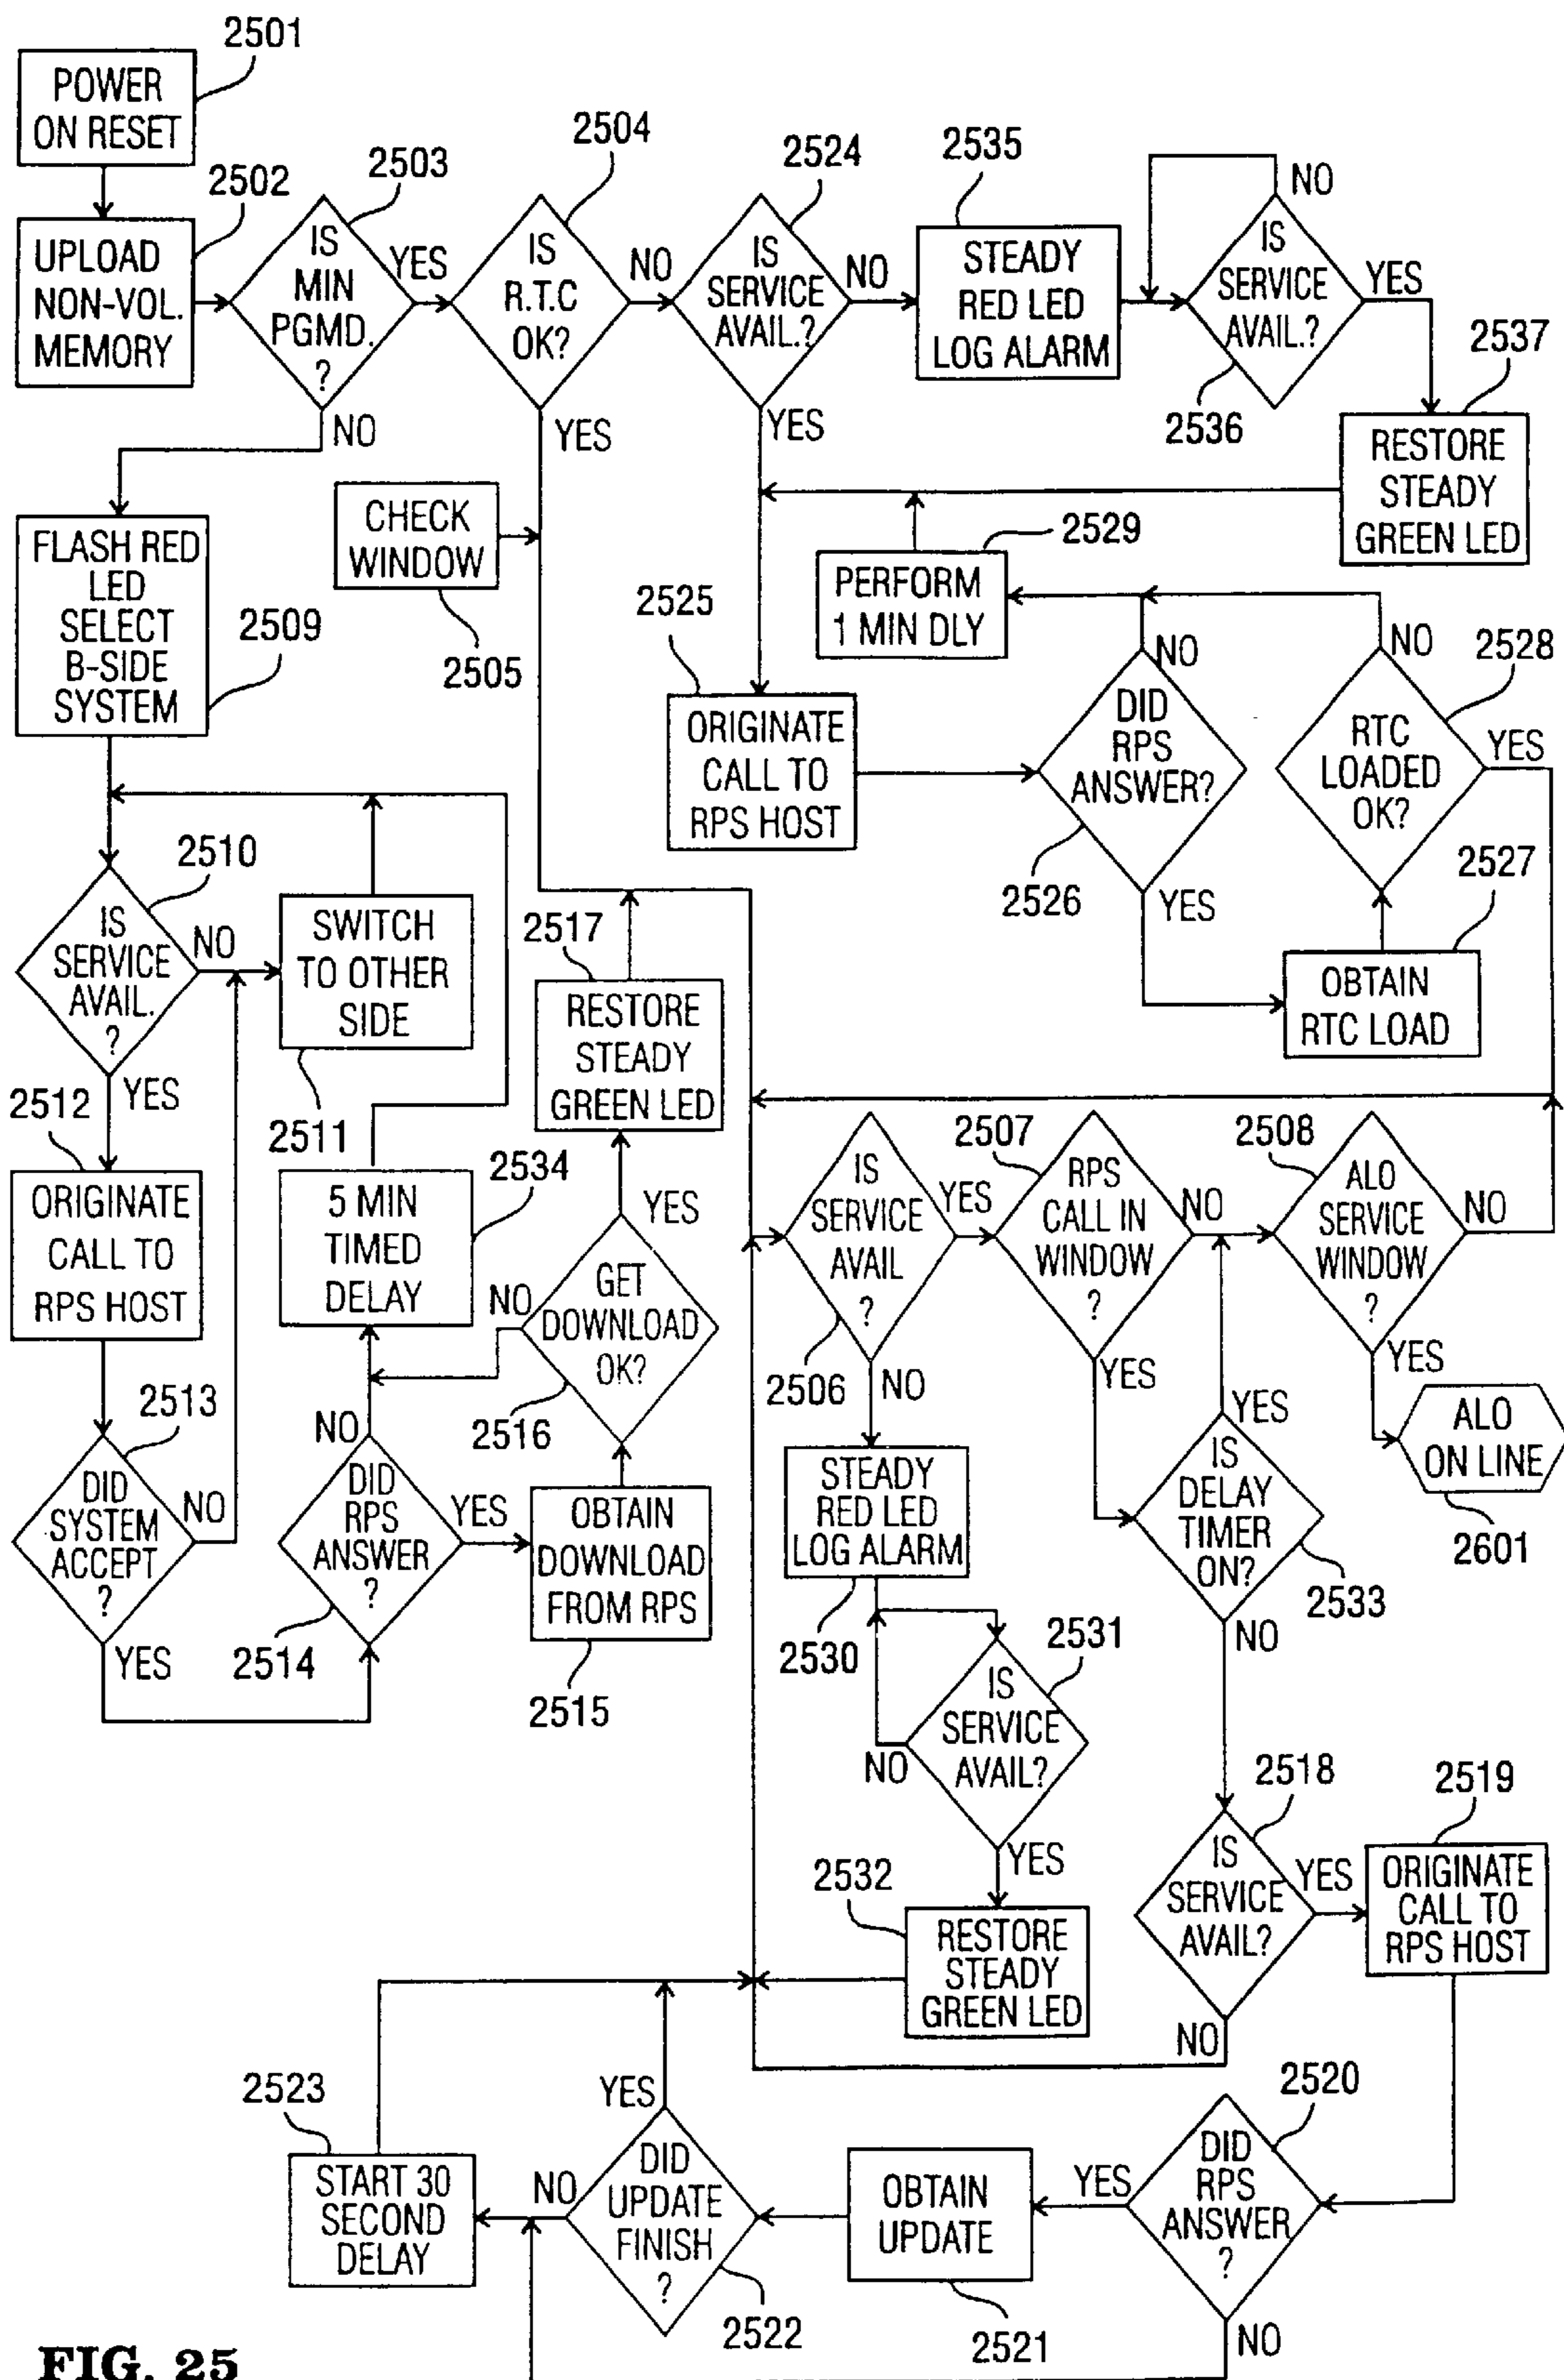 2501
POWER
ON RESET
2502
UPLOAD
NON-VOL.
MEMORY
2503
IS
MIN
PGMD.
?
YES
NO
2504
IS
R.T.C
OK?
NO
YES
2524
IS
SERVICE
AVAIL.?
NO
YES
2535
STEADY
RED LED
LOG ALARM
NO
IS
SERVICE
AVAIL.?
YES
2536
2537
RESTORE
STEADY
GREEN LED
CHECK
WINDOW
2505
2529
PERFORM
1 MIN DLY
2525
ORIGINATE
CALL TO
RPS HOST
NO
DID
RPS
ANSWER?
2526
YES
NO
2528
RTC
LOADED
OK?
YES
2527
OBTAIN
RTC LOAD
FLASH RED
LED
SELECT
B-SIDE
SYSTEM
2509
2510
IS
SERVICE
AVAIL.
?
NO
YES
SWITCH
TO OTHER
SIDE
2511
2512
ORIGINATE
CALL TO
RPS HOST
2513
DID
SYSTEM
ACCEPT
?
NO
YES
5 MIN
TIMED
DELAY
2534
NO
DID
RPS
ANSWER
?
YES
2514
OBTAIN
DOWNLOAD
FROM RPS
2515
GET
DOWNLOAD
OK?
NO
YES
2516
2517
RESTORE
STEADY
GREEN LED
IS
SERVICE
AVAIL
?
YES
2506
NO
2507
RPS
CALL IN
WINDOW
?
NO
YES
2508
ALO
SERVICE
WINDOW
?
NO
YES
ALO
ON LINE
2601
YES
IS
DELAY
TIMER
ON?
2533
NO
STEADY
RED LED
LOG ALARM
2530
2531
IS
SERVICE
AVAIL?
NO
YES
2532
RESTORE
STEADY
GREEN LED
2518
IS
SERVICE
AVAIL?
YES
NO
2519
ORIGINATE
CALL TO
RPS HOST
2520
DID
RPS
ANSWER
?
YES
NO
OBTAIN
UPDATE
2521
YES
DID
UPDATE
FINISH
?
NO
2522
2523
START 30
SECOND
DELAY
FIG. 25